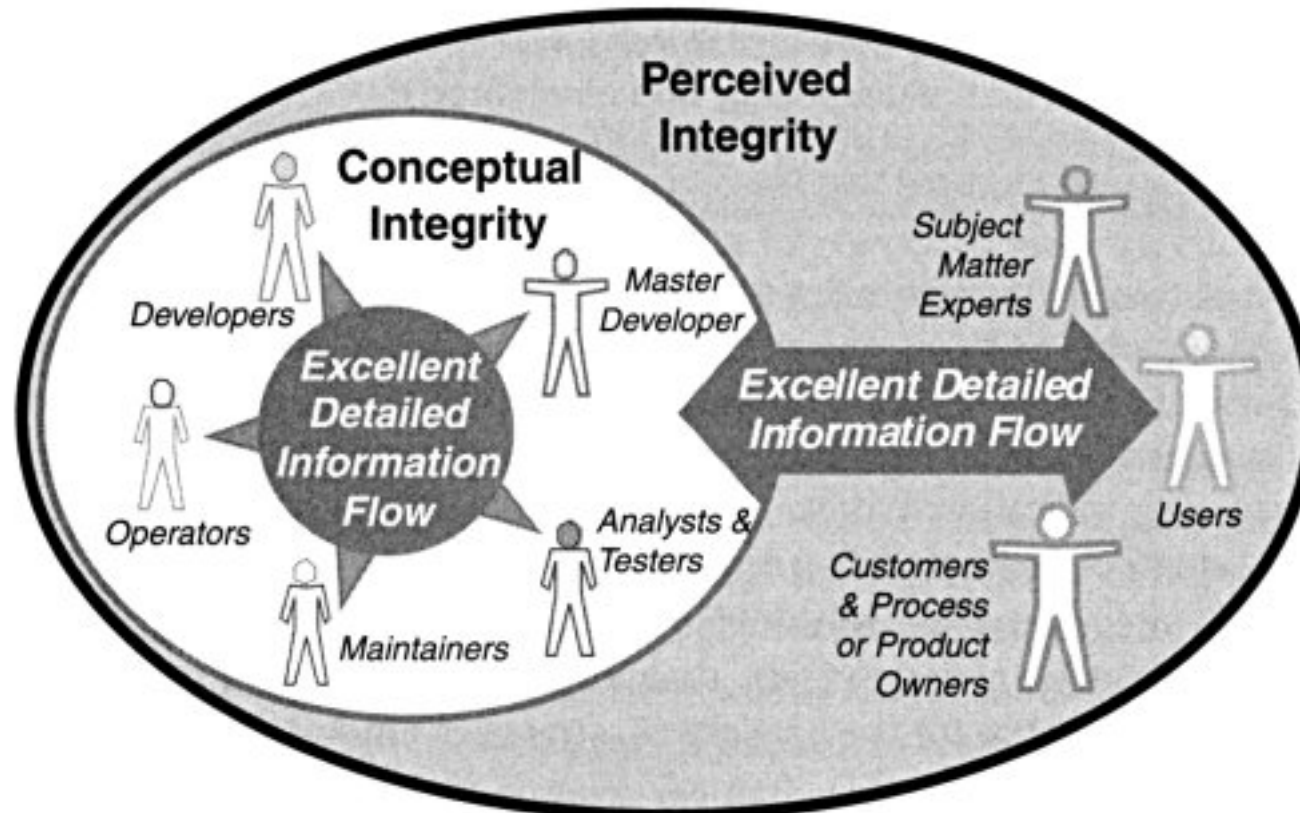 Perceived
Integrity
Conceptual
Integrity
Developers
Master
Developer
Excellent
Detailed
Information
Flow
Operators
Analysts &
Testers
Maintainers
Excellent Detailed
Information Flow
Subject
Matter
Experts
Users
Customers
& Process
or Product
Owners